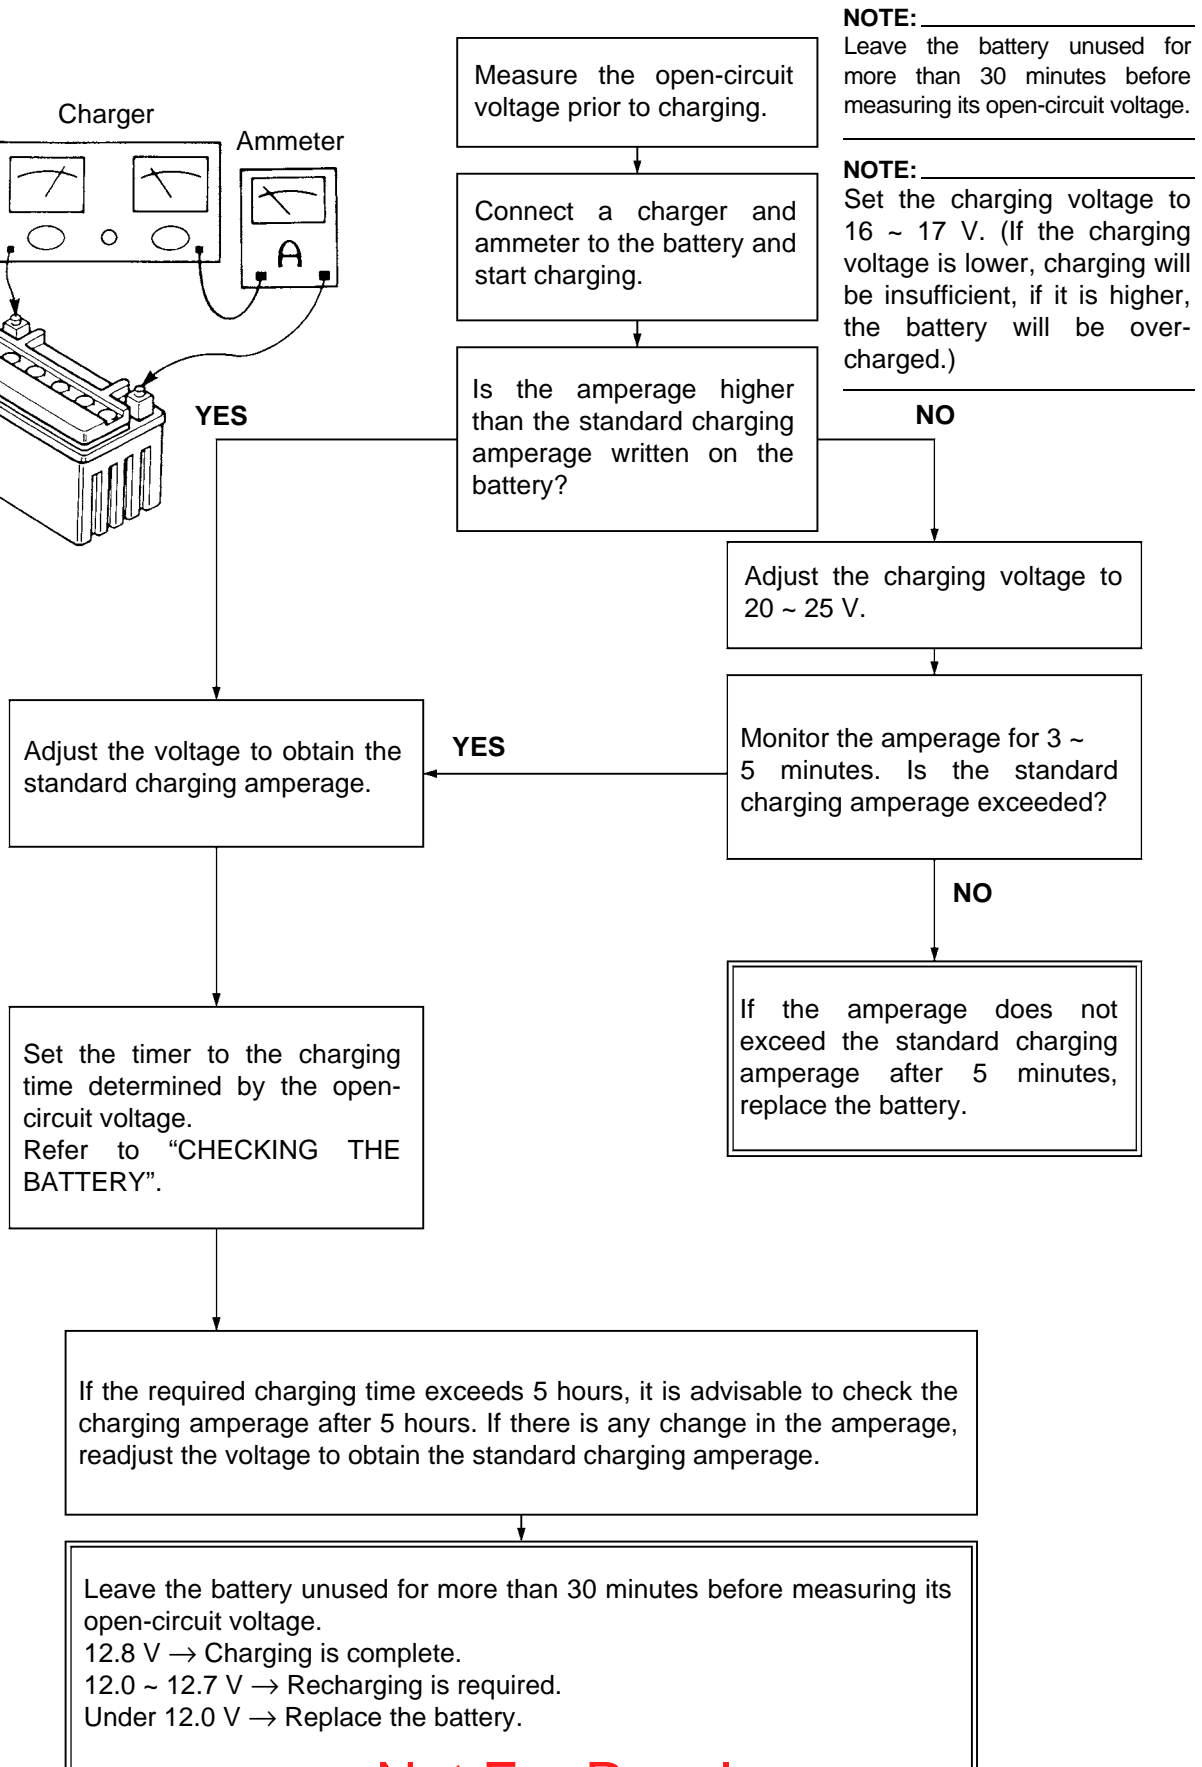 NOTE:
Leave the battery unused for
more than 30 minutes before
measuring its open-circuit voltage.
Measure the open-circuit
voltage prior to charging.
Charger
Ammeter
A
NOTE:
Set the charging voltage to
16 ~ 17 V. (If the charging
voltage is lower, charging will
be insufficient, if it is higher,
the battery will be over-
charged.)
Connect a charger and
ammeter to the battery and
start charging.
Is the amperage higher
than the standard charging
amperage written on the
battery?
YES
NO
Adjust the charging voltage to
20 ~ 25 V.
Monitor the amperage for 3 ~
5 minutes. Is the standard
charging amperage exceeded?
YES
Adjust the voltage to obtain the
standard charging amperage.
NO
If the amperage does not
exceed the standard charging
amperage after 5 minutes,
replace the battery.
Set the timer to the charging
time determined by the open-
circuit voltage.
Refer to “CHECKING THE
BATTERY”.
If the required charging time exceeds 5 hours, it is advisable to check the
charging amperage after 5 hours. If there is any change in the amperage,
readjust the voltage to obtain the standard charging amperage.
Leave the battery unused for more than 30 minutes before measuring its
open-circuit voltage.
12.8 V → Charging is complete.
12.0 ~ 12.7 V → Recharging is required.
Under 12.0 V → Replace the battery.